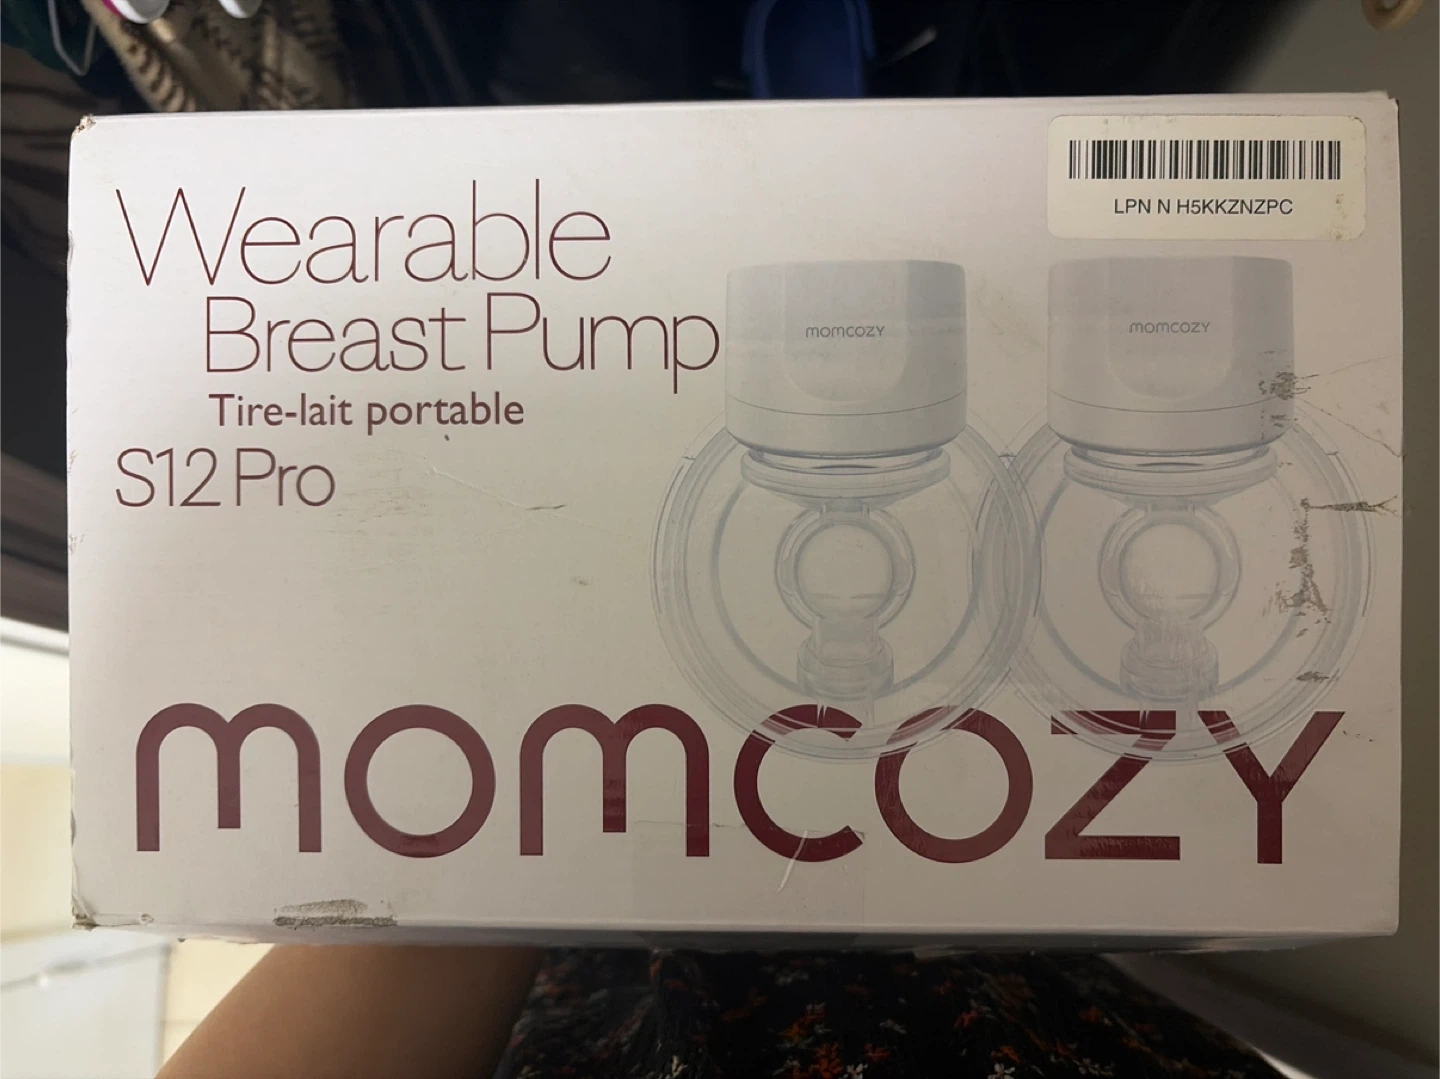 Wearable
Breast Pump
Tire-lait portable
S12 Pro
LPN N H5KKZNZPC
momcozy
momcozy
momcozy